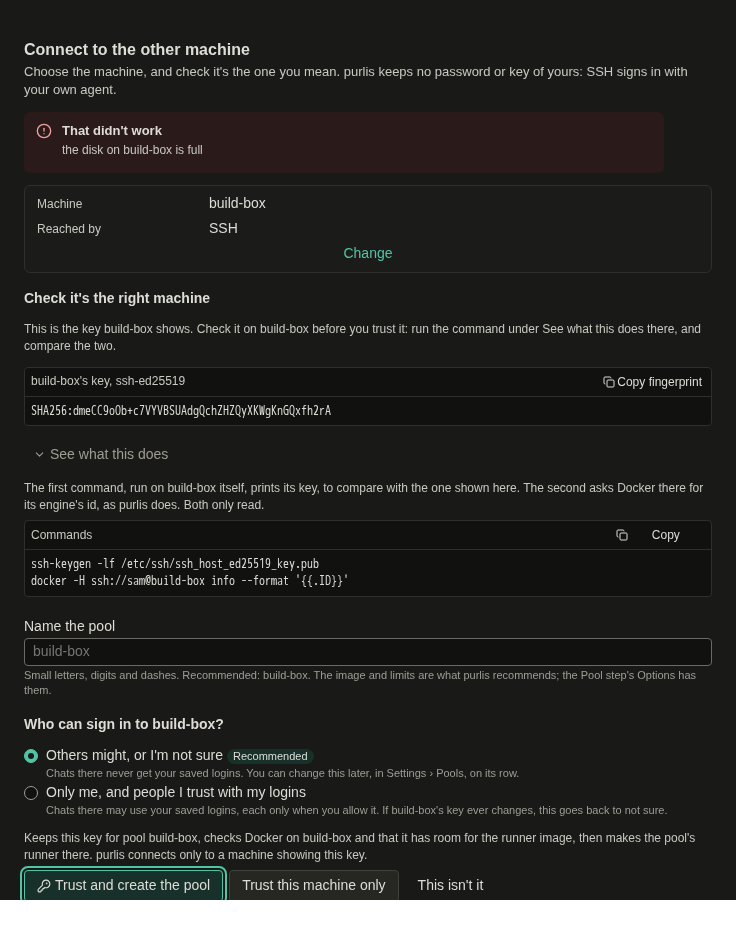 Connect to the other machine
Choose the machine, and check it's the one you mean. purlis keeps no password or key of yours: SSH signs in with
your own agent.
That didn't work
the disk on build-box is full
Machine build-box
Reached by SSH
Change
Check it's the right machine
This is the key build-box shows. Check it on build-box before you trust it: run the command under See what this does there, and
compare the two.
build-box's key, ssh-ed25519 Copy fingerprint
SHA256:dmeCC9oOb+c7VYVBSUAdgQchZHZQyXKWgKnGQxfh2rA
See what this does
The first command, run on build-box itself, prints its key, to compare with the one shown here. The second asks Docker there for
its engine's id, as purlis does. Both only read.
Commands Copy
ssh-keygen -lf /etc/ssh/ssh_host_ed25519_key.pub
docker -H ssh://sam@build-box info --format '{{.ID}}'
Name the pool
build-box
Small letters, digits and dashes. Recommended: build-box. The image and limits are what purlis recommends; the Pool step's Options has
them.
Who can sign in to build-box?
Others might, or I'm not sure Recommended
Chats there never get your saved logins. You can change this later, in Settings › Pools, on its row.
Only me, and people I trust with my logins
Chats there may use your saved logins, each only when you allow it. If build-box's key ever changes, this goes back to not sure.
Keeps this key for pool build-box, checks Docker on build-box and that it has room for the runner image, then makes the pool's
runner there. purlis connects only to a machine showing this key.
Trust and create the pool Trust this machine only This isn't it